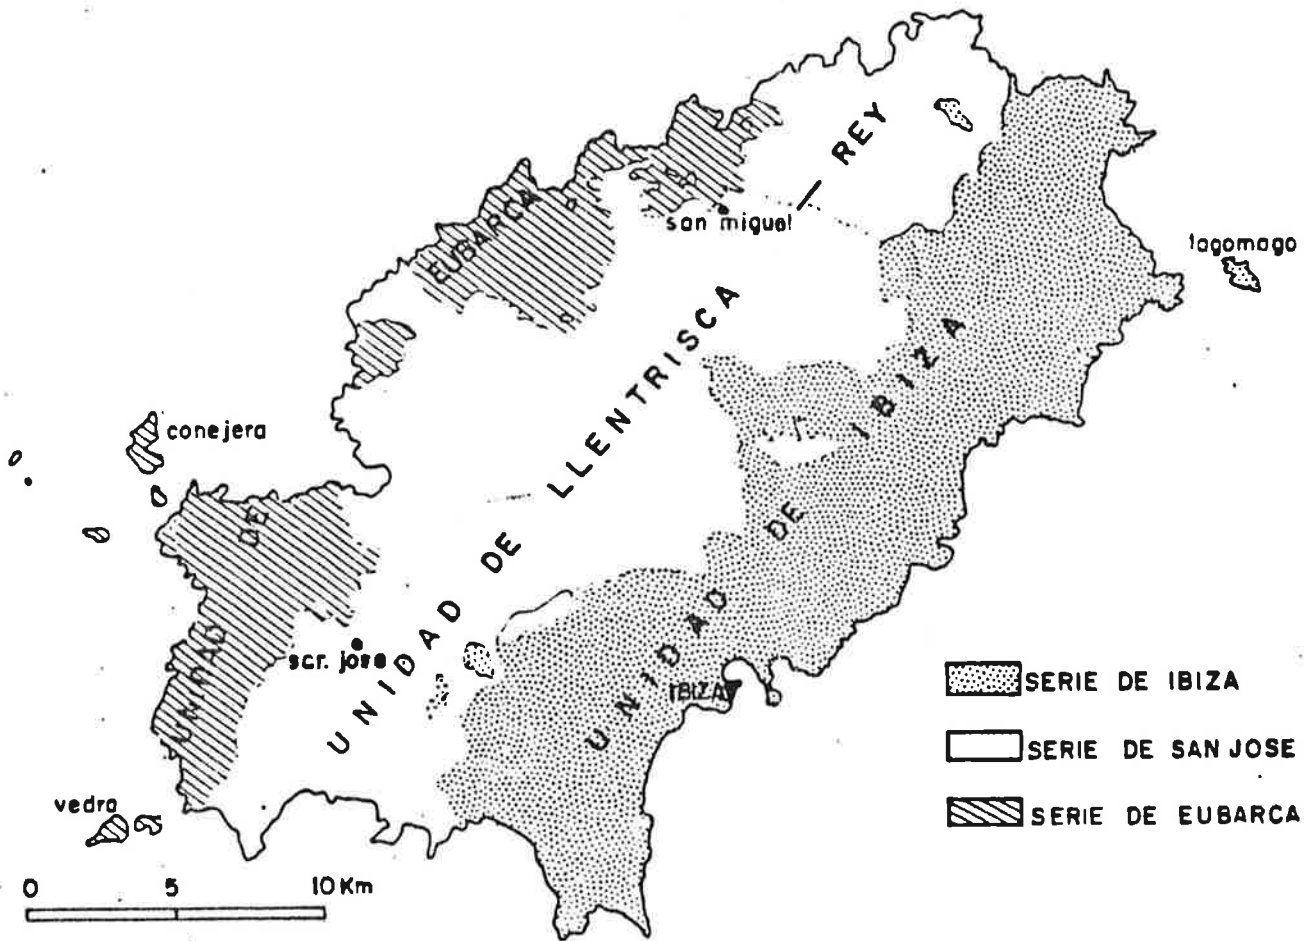 REY
san miguel
EUBARCA
tagomago
UNIDAD DE LLENTRISCA
conejera
UNIDAD DE IBIZA
UNIDAD DE
scr. jose
IBIZA
vedra
SERIE DE IBIZA
SERIE DE SAN JOSE
SERIE DE EUBARCA
0 5 10 Km